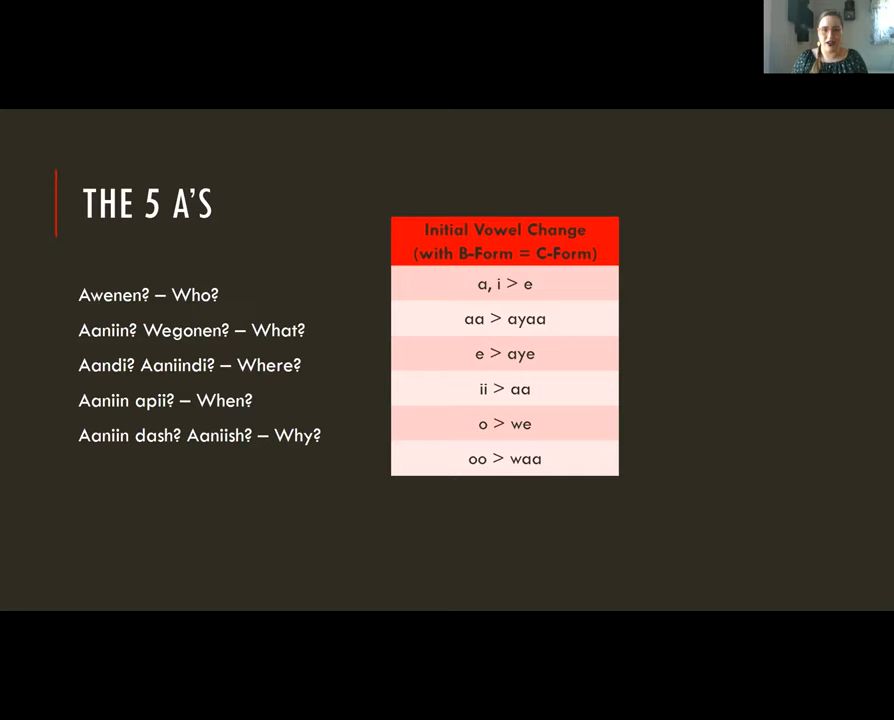 THE 5 A'S
Awenen? – Who?
Aaniin? Wegonen? – What?
Aandi? Aaniindi? – Where?
Aaniin apii? – When?
Aaniin dash? Aaniish? – Why?
Initial Vowel Change
(with B-Form = C-Form)
a, i > e
aa > ayaa
e > aye
ii > aa
o > we
oo > waa